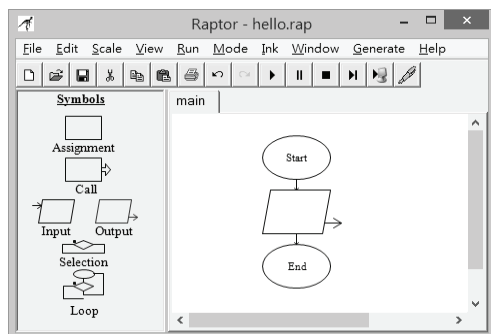 Raptor - hello.rap
File Edit Scale View Run Mode Ink Window Generate Help
Symbols
Assignment
Call
Input Output
Selection
Loop
main
Start
End